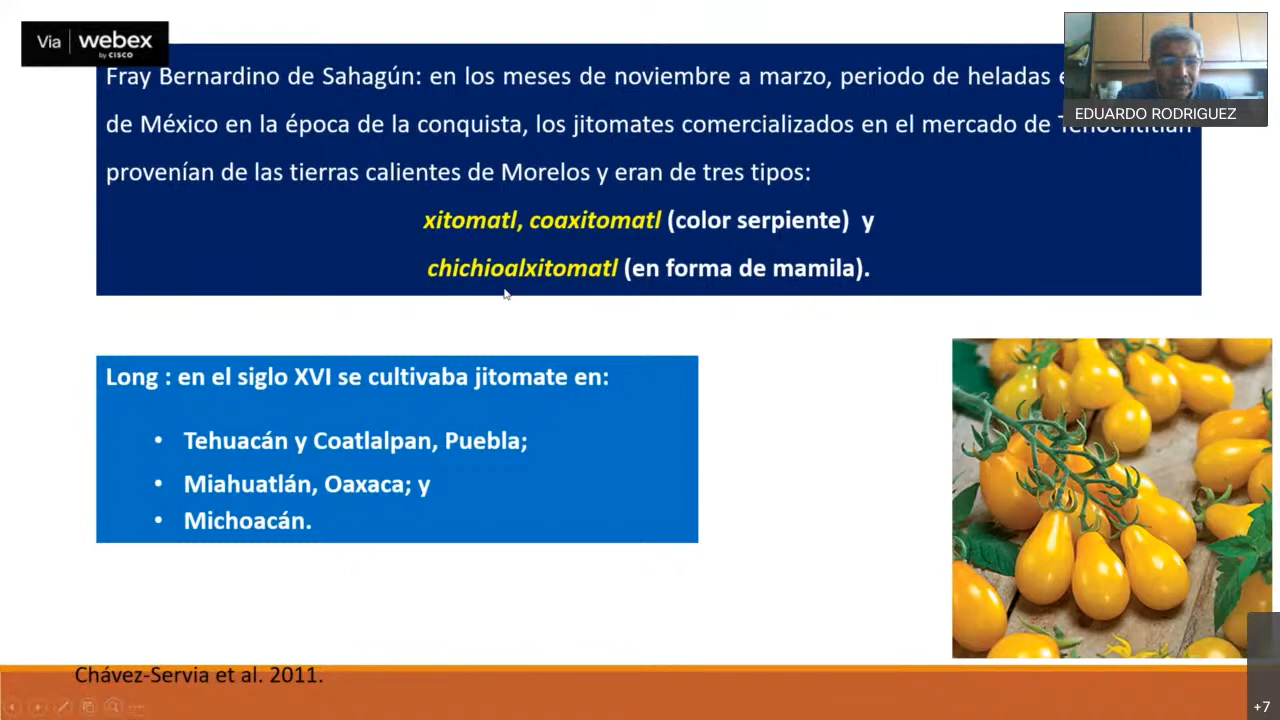 Via webex
by CISCO
EDUARDO RODRIGUEZ
Fray Bernardino de Sahagún: en los meses de noviembre a marzo, periodo de heladas
de México en la época de la conquista, los jitomates comercializados en el mercado de Tenochtitlan
provenían de las tierras calientes de Morelos y eran de tres tipos:
xitomatl, coaxitomatl (color serpiente) y
chichioalxitomatl (en forma de mamila).
Long : en el siglo XVI se cultivaba jitomate en:
• Tehuacán y Coatlalpan, Puebla;
• Miahuatlán, Oaxaca; y
• Michoacán.
Chávez-Servia et al. 2011.
+7